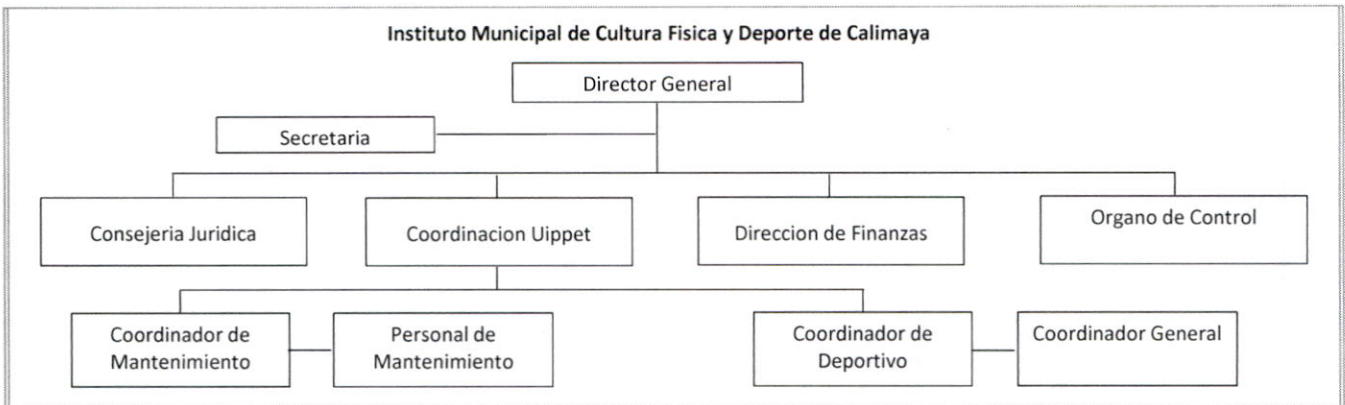 Instituto Municipal de Cultura Fisica y Deporte de Calimaya
Director General
Secretaria
Consejeria Juridica
Coordinacion Uippet
Direccion de Finanzas
Organo de Control
Coordinador de
Mantenimiento
Personal de
Mantenimiento
Coordinador de
Deportivo
Coordinador General